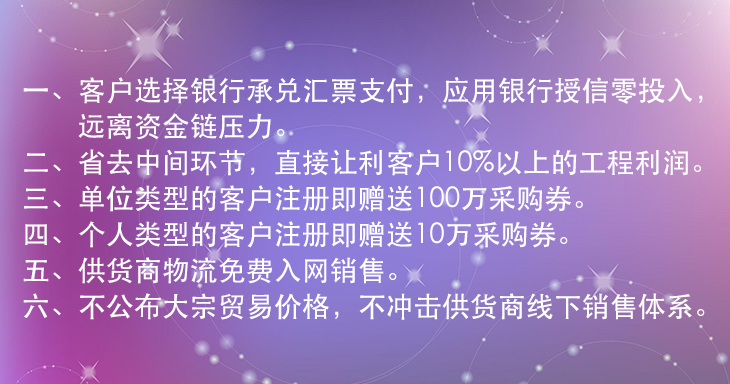 一、客户选择银行承兑汇票支付，应用银行授信零投入，
远离资金链压力。
二、省去中间环节，直接让利客户10%以上的工程利润。
三、单位类型的客户注册即赠送100万采购券。
四、个人类型的客户注册即赠送10万采购券。
五、供货商物流免费入网销售。
六、不公布大宗贸易价格，不冲击供货商线下销售体系。